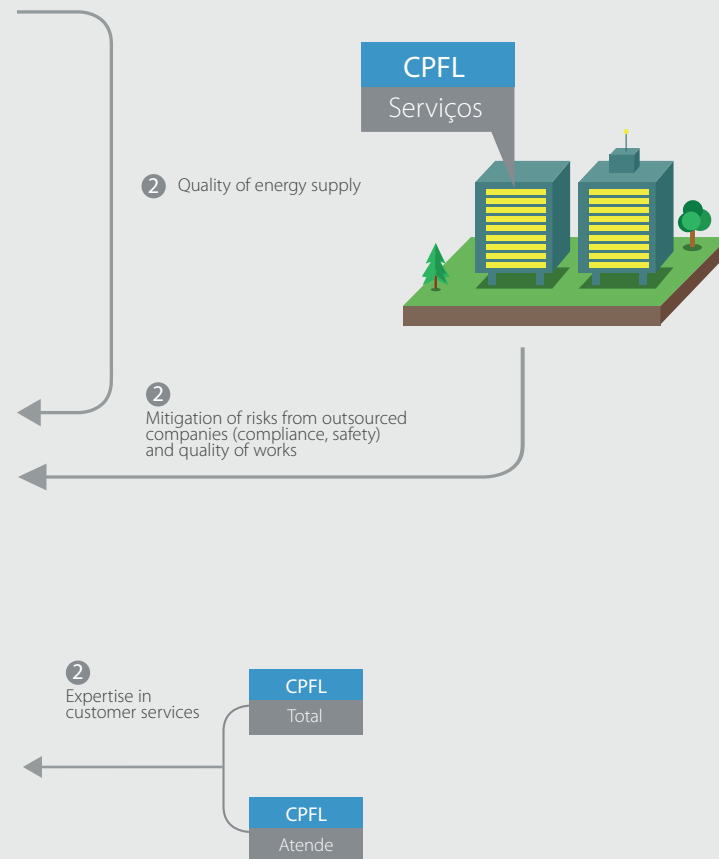 CPFL
Serviços
2 Quality of energy supply
2
Mitigation of risks from outsourced
companies (compliance, safety)
and quality of works
2
Expertise in
customer services
CPFL
Total
CPFL
Atende